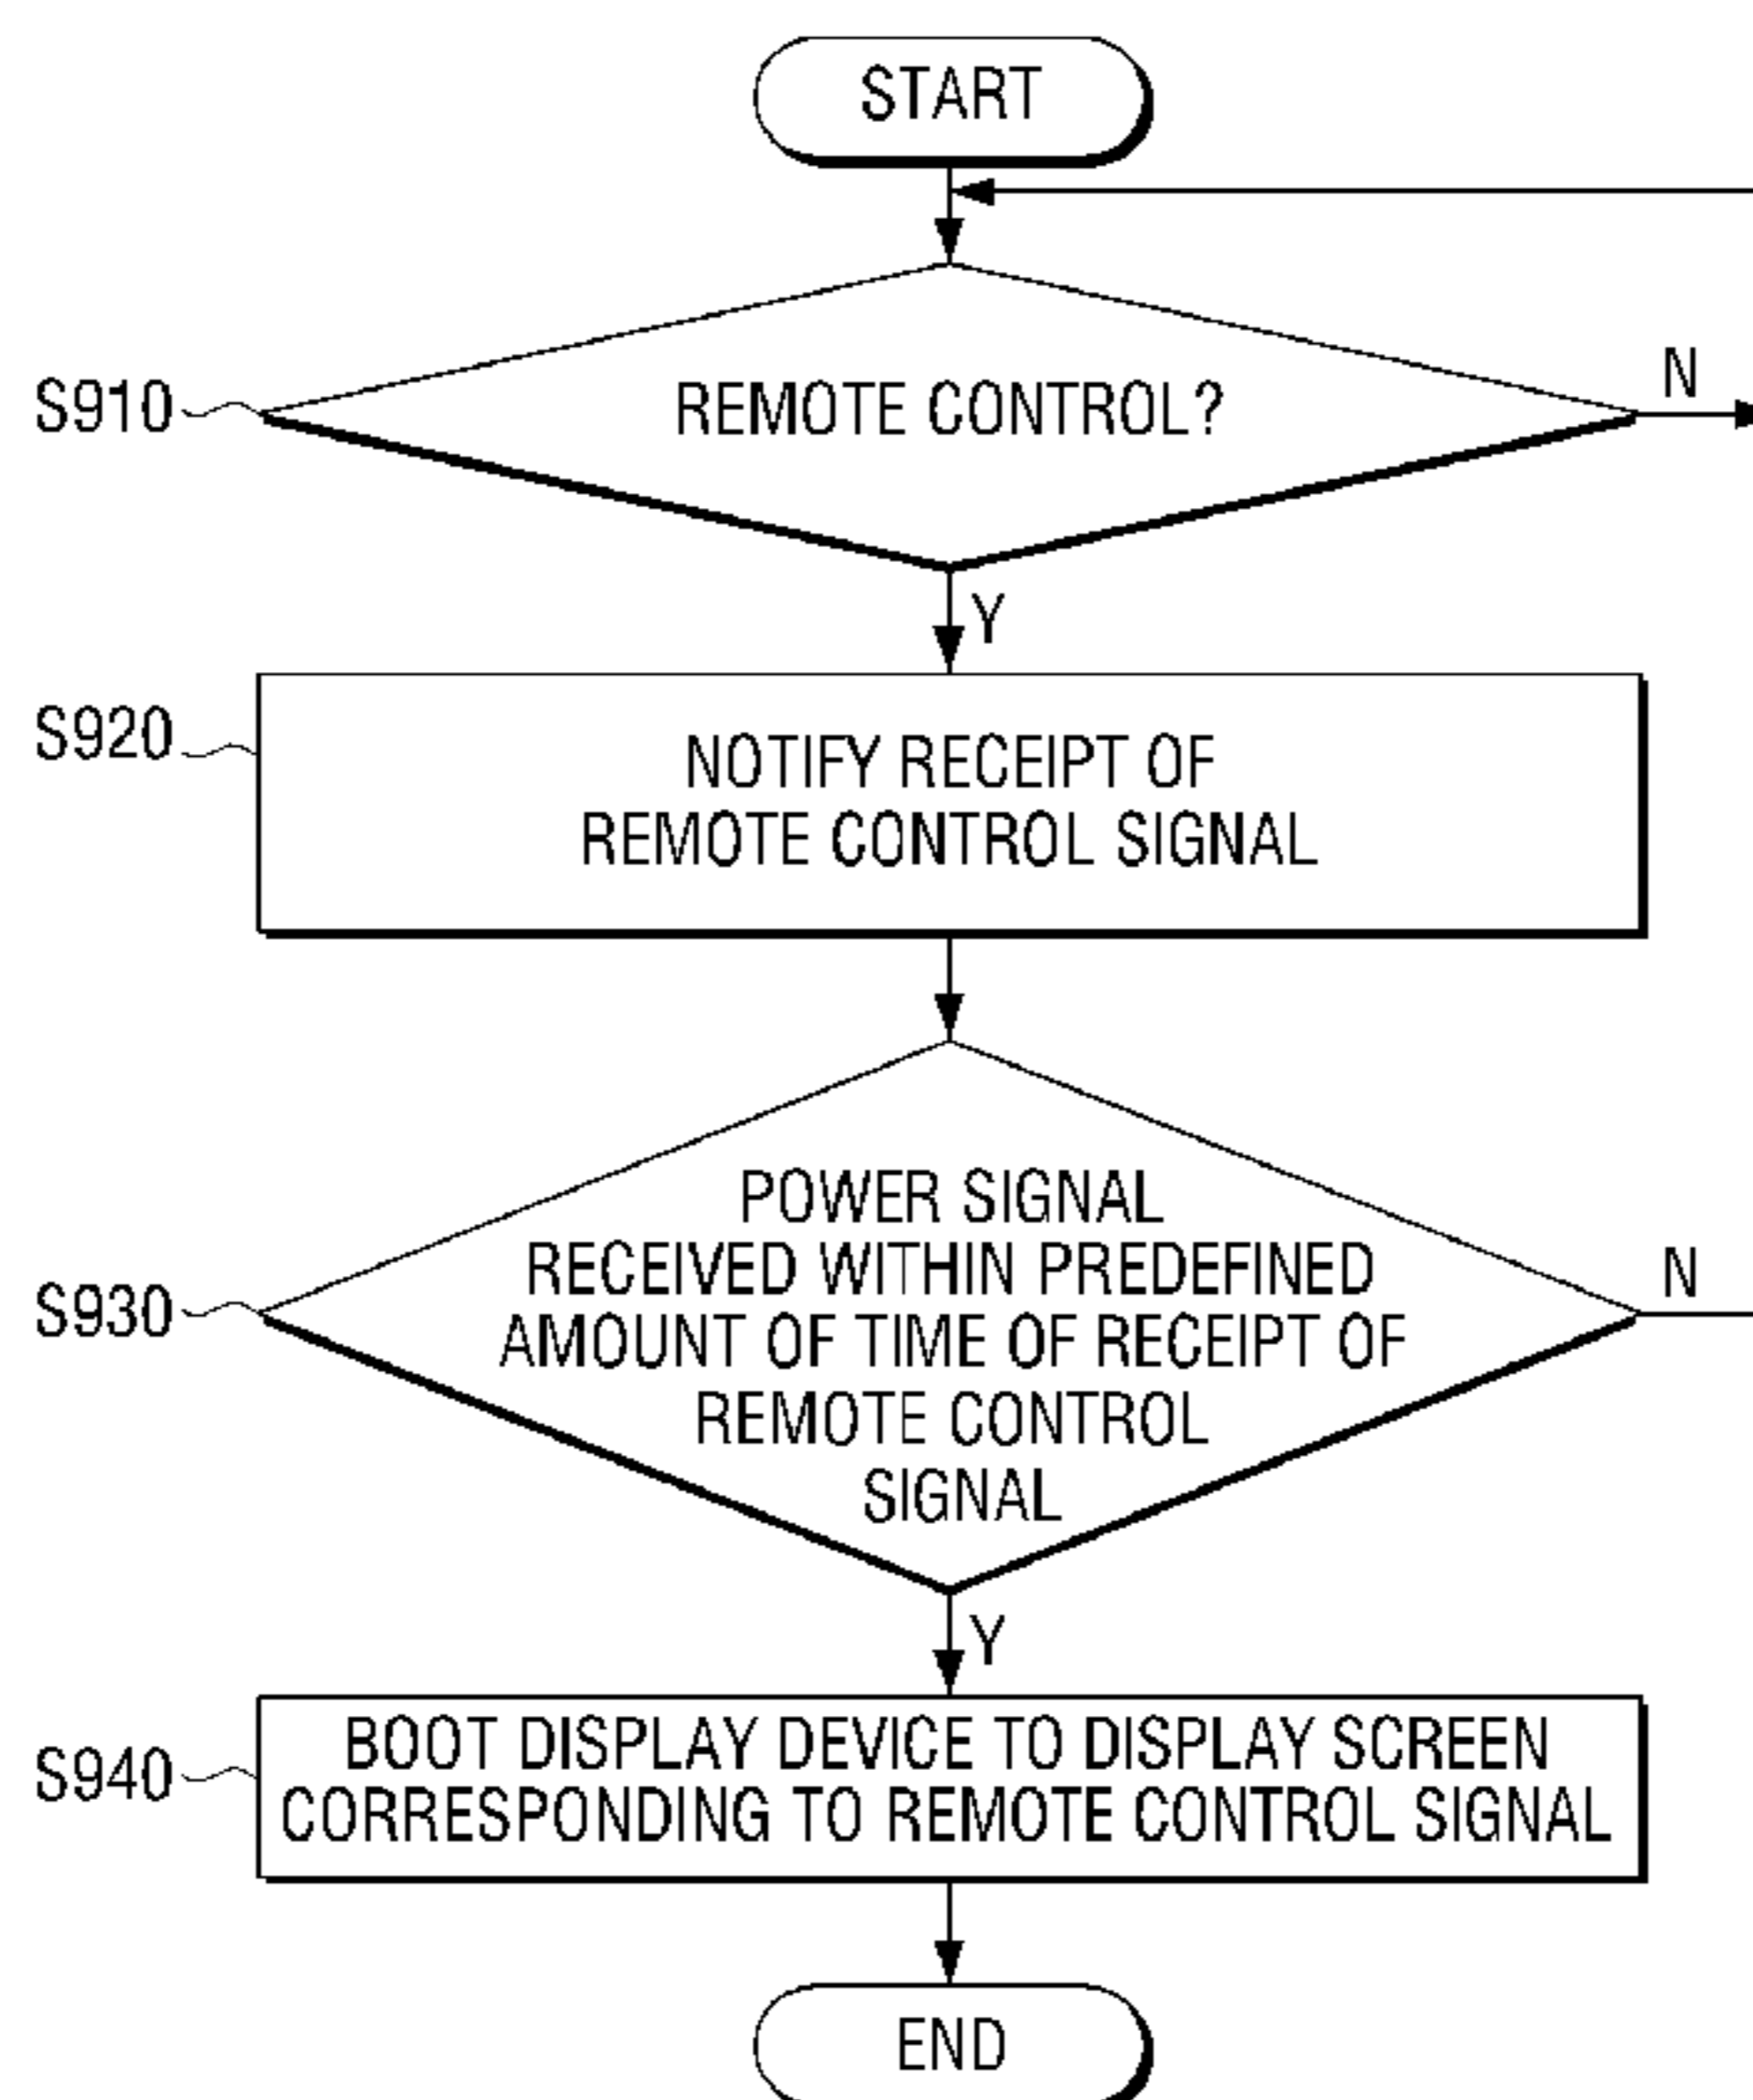 START
S910
REMOTE CONTROL?
N
Y
S920
NOTIFY RECEIPT OF
REMOTE CONTROL SIGNAL
S930
POWER SIGNAL
RECEIVED WITHIN PREDEFINED
AMOUNT OF TIME OF RECEIPT OF
REMOTE CONTROL
SIGNAL
N
Y
S940
BOOT DISPLAY DEVICE TO DISPLAY SCREEN
CORRESPONDING TO REMOTE CONTROL SIGNAL
END